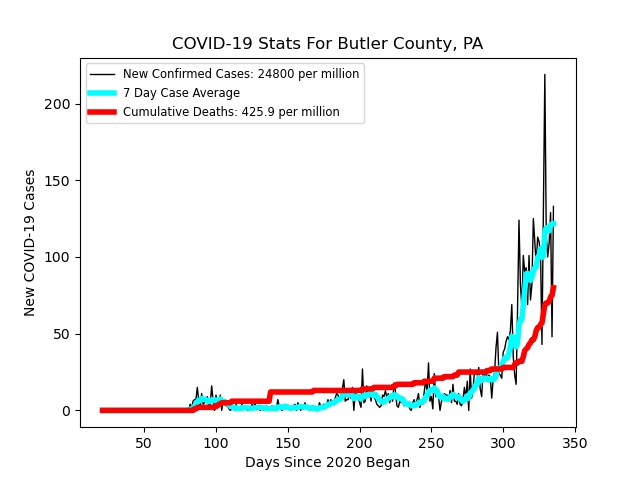 COVID-19 Stats For Butler County, PA
New Confirmed Cases: 24800 per million
7 Day Case Average
Cumulative Deaths: 425.9 per million
New COVID-19 Cases
200
150
100
50
0
50 100 150 200 250 300 350
Days Since 2020 Began